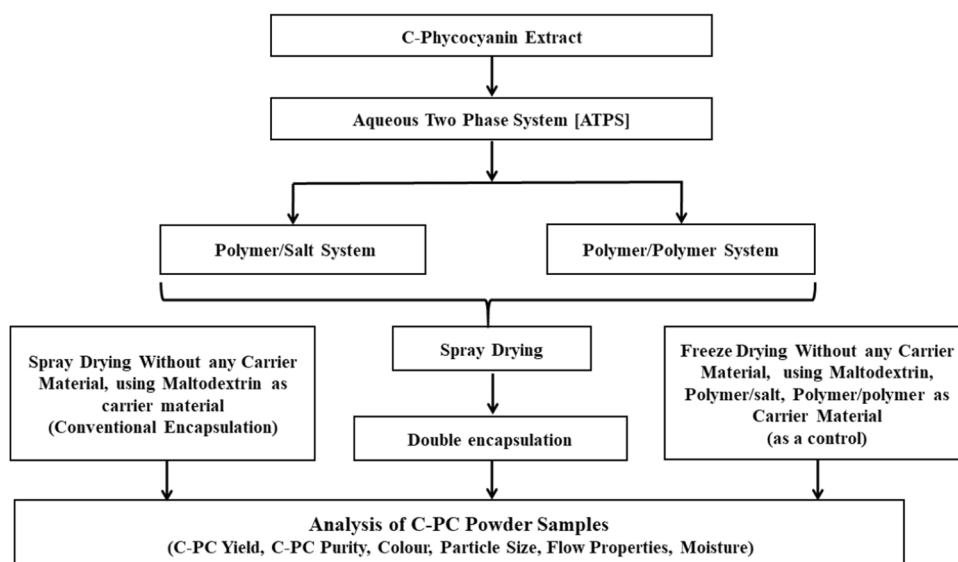 C-Phycocyanin Extract
Aqueous Two Phase System [ATPS]
Polymer/Salt System
Polymer/Polymer System
Spray Drying Without any Carrier
Material, using Maltodextrin as
carrier material
(Conventional Encapsulation)
Spray Drying
Double encapsulation
Freeze Drying Without any Carrier
Material, using Maltodextrin,
Polymer/salt, Polymer/polymer as
Carrier Material
(as a control)
Analysis of C-PC Powder Samples
(C-PC Yield, C-PC Purity, Colour, Particle Size, Flow Properties, Moisture)